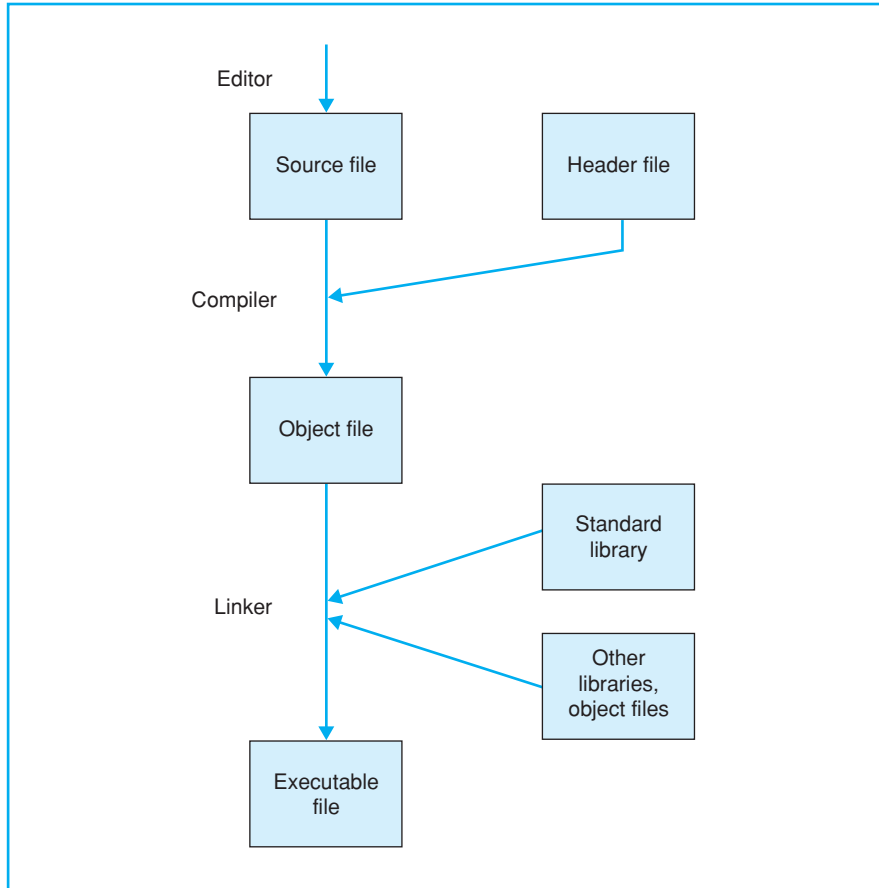 Editor
Source file
Header file
Compiler
Object file
Standard
library
Linker
Other
libraries,
object files
Executable
file